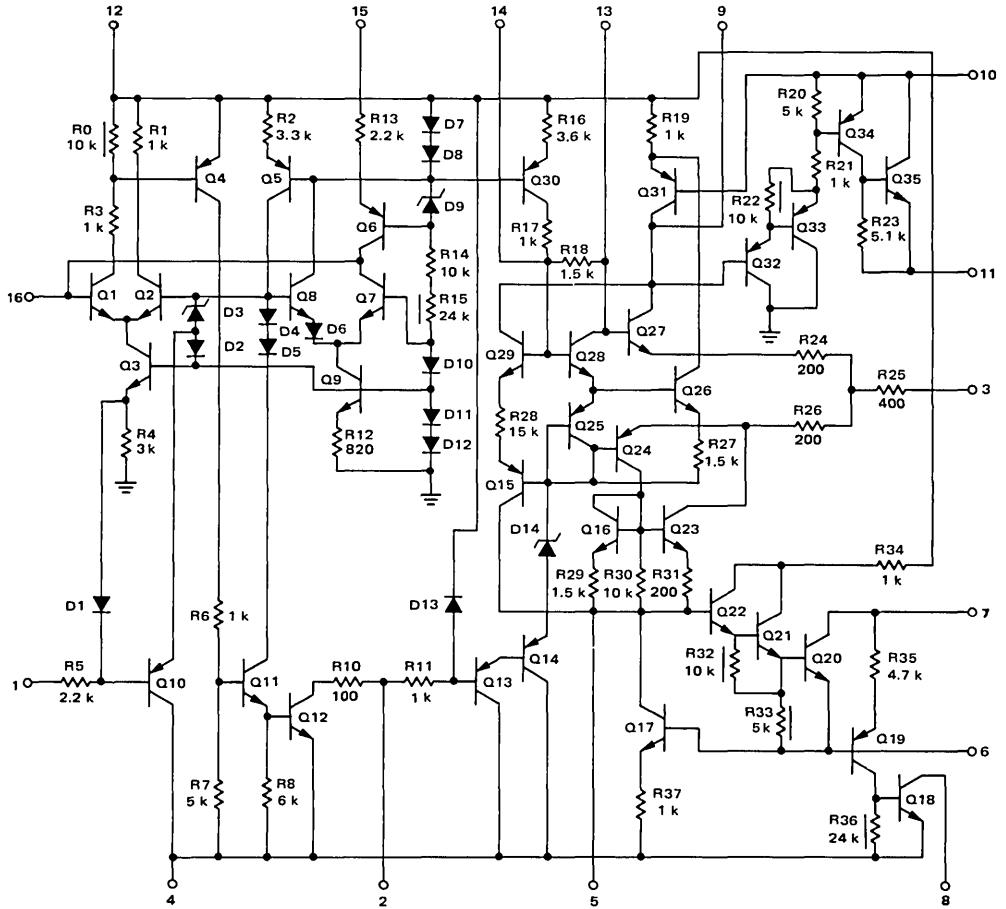 12
15
14
13
9
10
R0
10 k
R1
1 k
R2
3.3 k
R13
2.2 k
D7
D8
R16
3.6 k
R19
1 k
R20
5 k
Q34
Q4
Q5
D9
Q30
Q31
R21
1 k
Q35
R3
1 k
Q6
R17
1 k
R22
10 k
Q33
R23
5.1 k
R14
10 k
R18
1.5 k
Q32
11
16
Q1
Q2
D3
Q8
Q7
R15
24 k
D4
D6
Q27
D2
D5
Q29
Q28
R24
200
Q3
Q9
D10
Q26
R25
400
3
D11
R28
15 k
Q25
R26
200
R4
3k
R12
820
D12
Q24
R27
1.5 k
Q15
D14
Q16
Q23
R34
1 k
R29
1.5 k
R30
10 k
R31
200
D1
R6
1 k
D13
Q22
7
Q21
R5
2.2 k
1
Q10
Q11
R10
100
R11
1 k
Q13
Q14
R32
10 k
Q20
R35
4.7 k
Q12
Q17
R33
5k
Q19
6
R7
5 k
R8
6 k
R37
1 k
R36
24 k
Q18
4
2
5
8